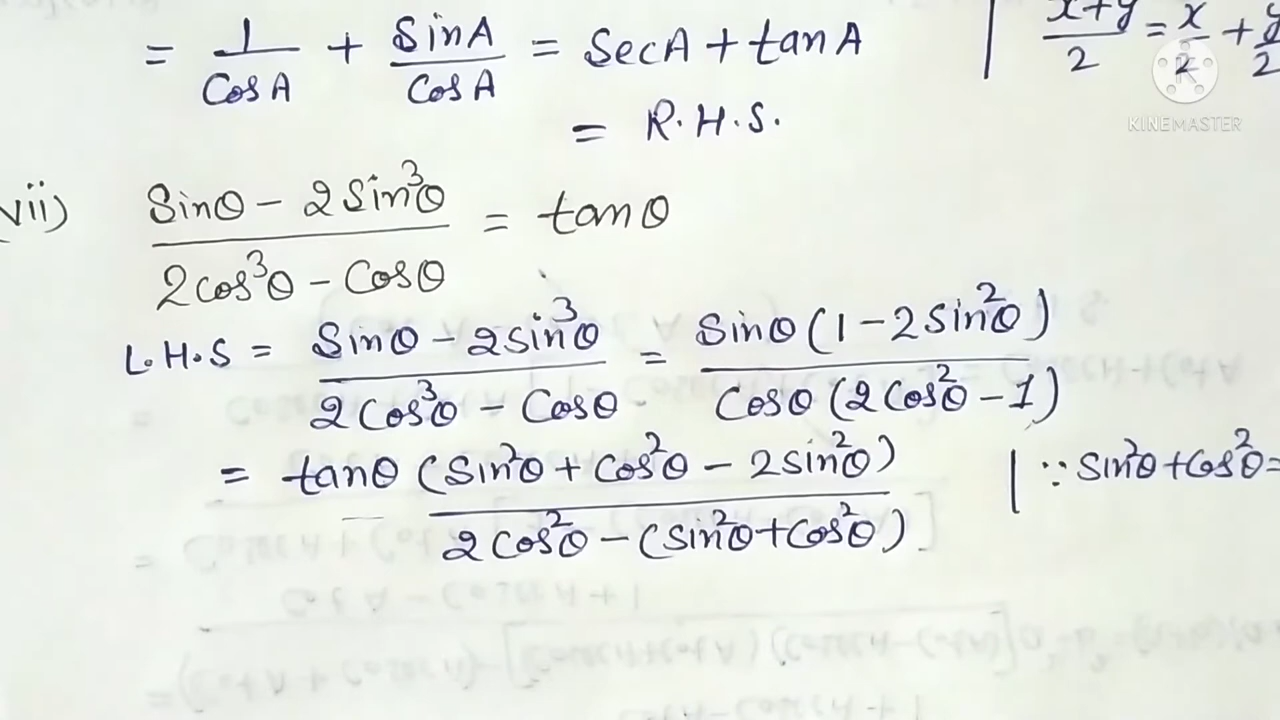 = 1/CosA + SinA/CosA = SecA + tanA | x+y/2 = x/2 + y/2
= R.H.S.
KINEMASTER
vii) Sinθ - 2Sin³θ / 2cos³θ - Cosθ = tanθ
L.H.S = Sinθ - 2sin³θ / 2Cos³θ - Cosθ = Sinθ(1 - 2Sin²θ) / Cosθ(2Cos²θ - 1)
= tanθ (Sin²θ + Cos²θ - 2Sin²θ) / 2Cos²θ - (Sin²θ + Cos²θ) | ∵ Sin²θ + Cos²θ =